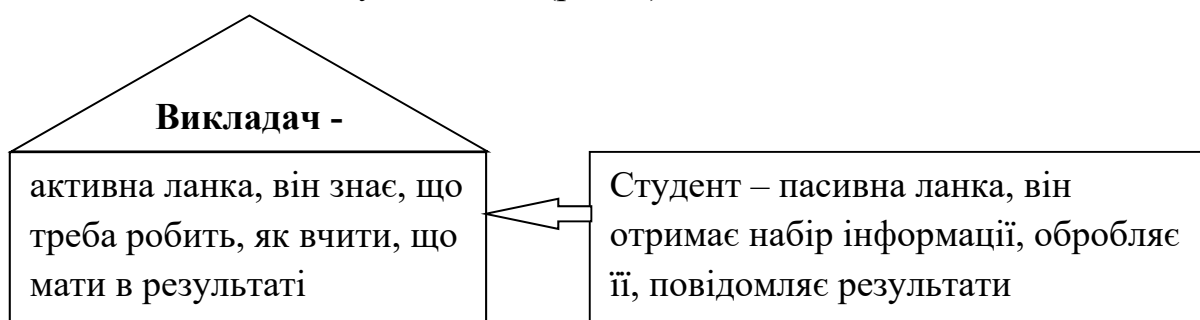 Викладач -
активна ланка, він знає, що
треба робить, як вчити, що
мати в результаті
Студент – пасивна ланка, він
отримає набір інформації, обробляє
її, повідомляє результати